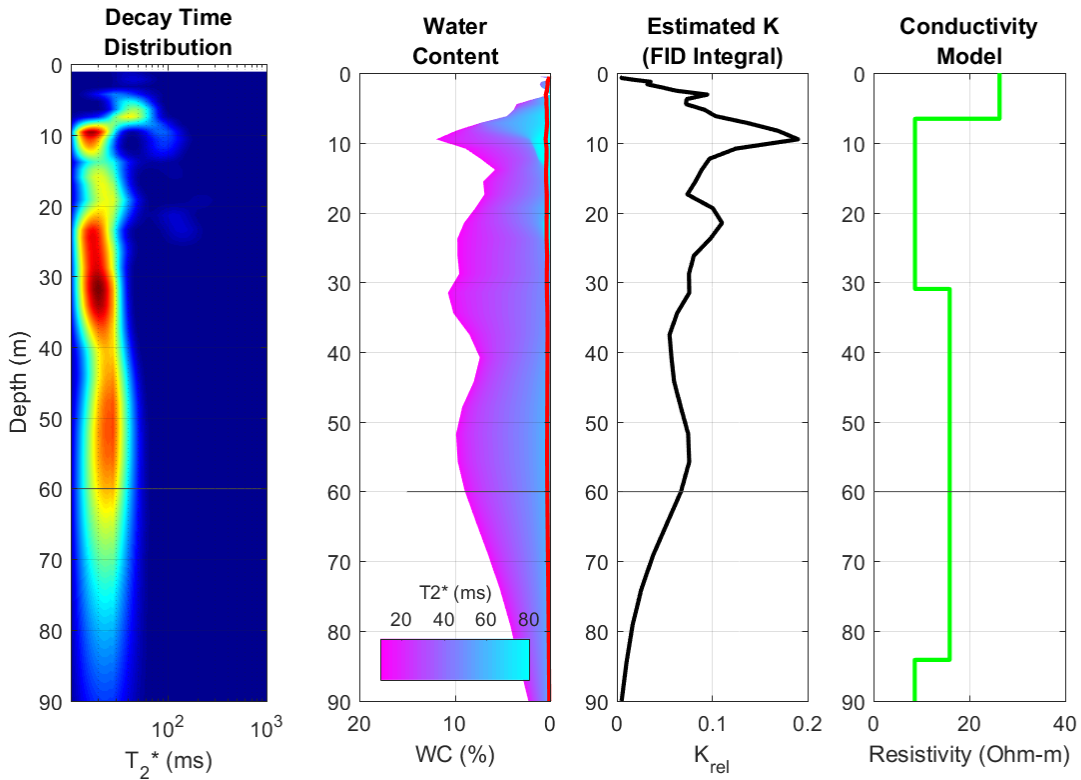 Decay Time
Distribution
Water
Content
Estimated K
(FID Integral)
Conductivity
Model
0
10
20
30
40
50
60
70
80
90
Depth (m)
10²
10³
T₂* (ms)
0
10
20
30
40
50
60
70
80
90
T2* (ms)
20 40 60 80
20 10 0
WC (%)
0
10
20
30
40
50
60
70
80
90
0 0.1 0.2
K_rel
0
10
20
30
40
50
60
70
80
90
0 20 40
Resistivity (Ohm-m)